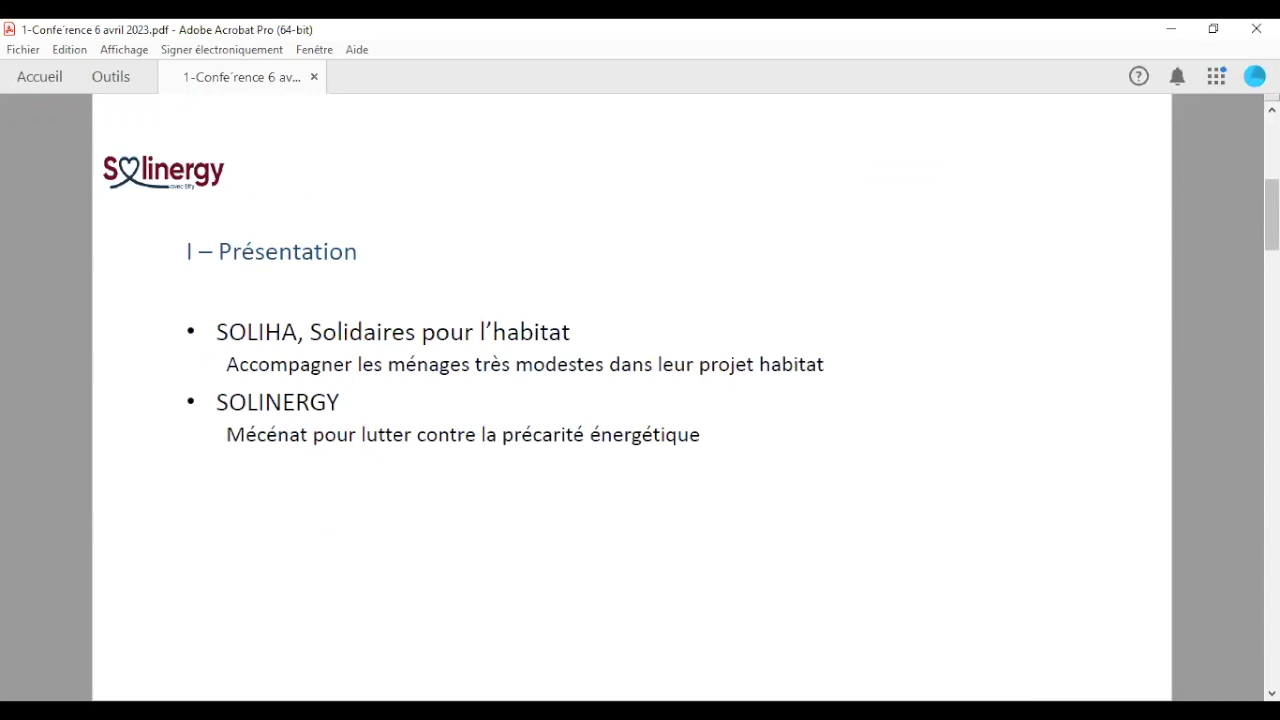 1-Confe´rence 6 avril 2023.pdf - Adobe Acrobat Pro (64-bit)
Fichier Edition Affichage Signer électroniquement Fenêtre Aide
Accueil Outils 1-Confe´rence 6 av... ×
Solinergy
avec Effy
I – Présentation
• SOLIHA, Solidaires pour l’habitat
Accompagner les ménages très modestes dans leur projet habitat
• SOLINERGY
Mécénat pour lutter contre la précarité énergétique